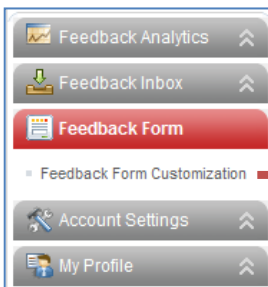 Feedback Analytics
Feedback Inbox
Feedback Form
Feedback Form Customization
Account Settings
My Profile